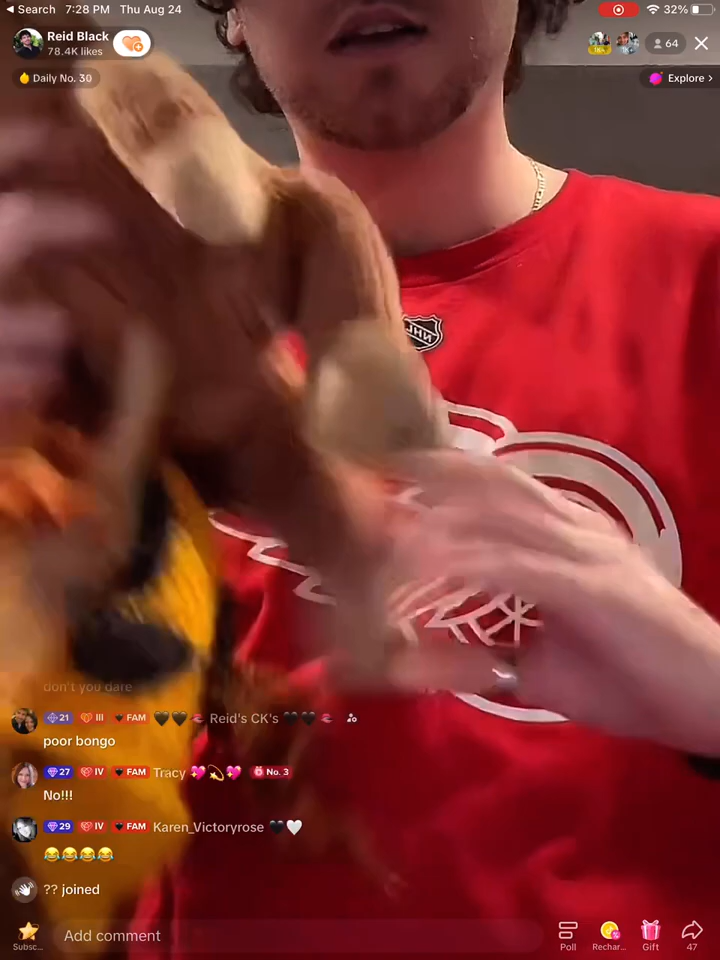 Search 7:28 PM Thu Aug 24 32%
Reid Black
78.4K likes
64
Daily No. 30
Explore >
NHL
don't you dare
21 III FAM Reid's CK's
poor bongo
27 IV FAM Tracy No. 3
No!!!
29 IV FAM Karen_Victoryrose
?? joined
Add comment
Subsc... Poll Rechar... Gift 47